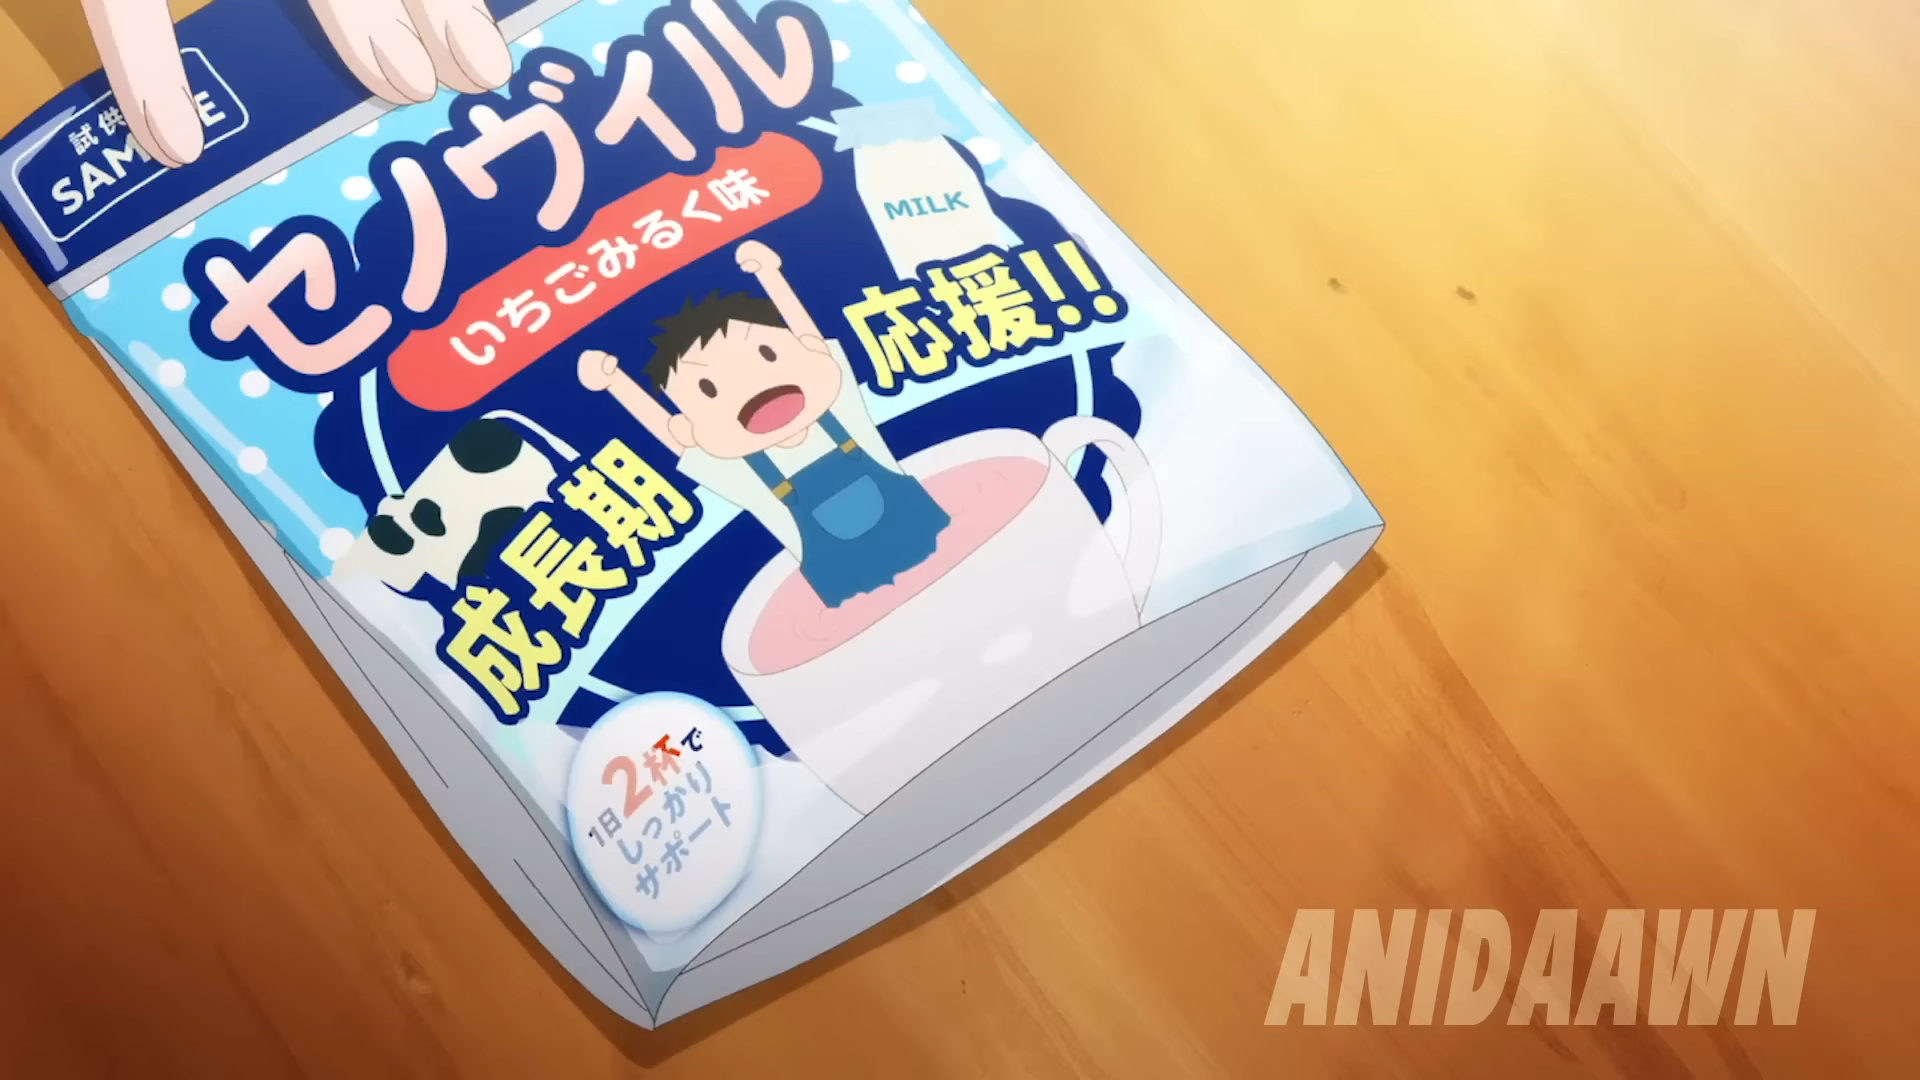 試供
SAM E
セノヴィル
いちごみるく味
MILK
成長期
応援!!
1日2杯で
しっかり
サポート
ANIDAAWN